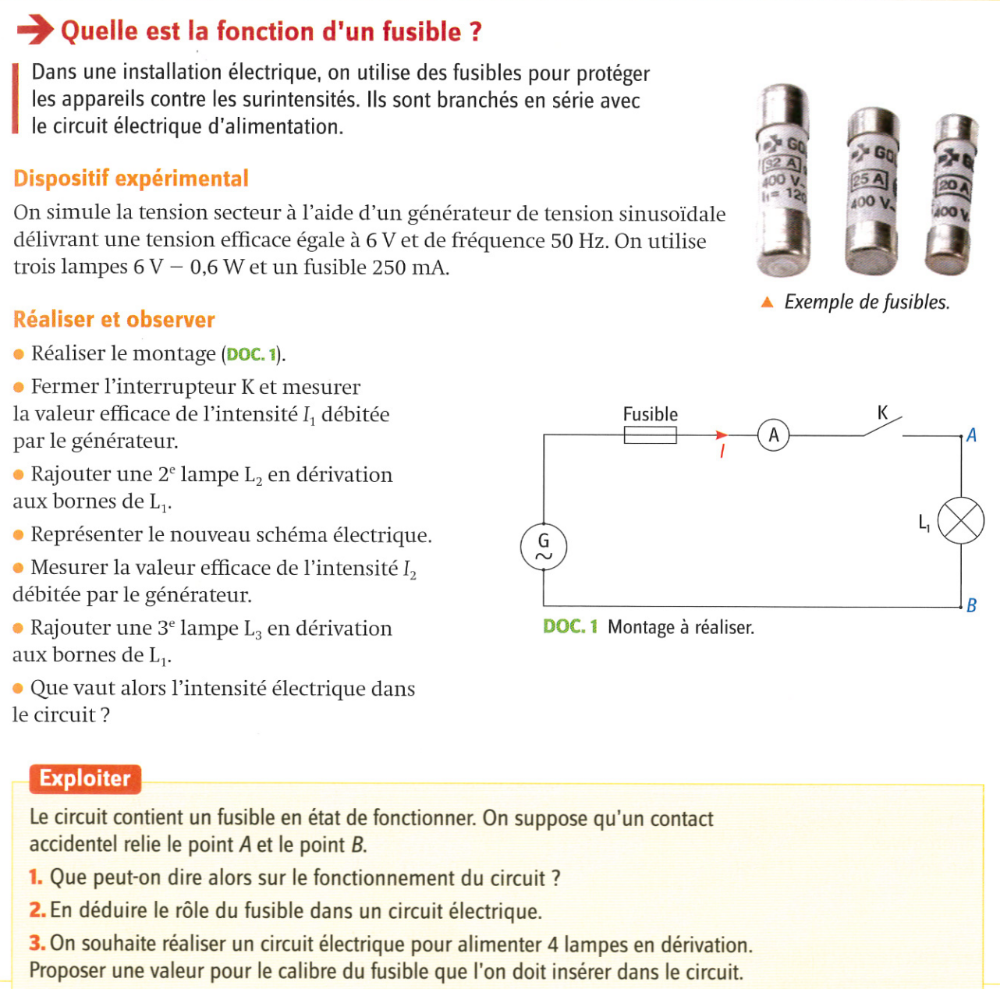 Quelle est la fonction d'un fusible ?
Dans une installation électrique, on utilise des fusibles pour protéger
les appareils contre les surintensités. Ils sont branchés en série avec
le circuit électrique d'alimentation.
Dispositif expérimental
On simule la tension secteur à l'aide d'un générateur de tension sinusoïdale
délivrant une tension efficace égale à 6 V et de fréquence 50 Hz. On utilise
trois lampes 6 V – 0,6 W et un fusible 250 mA.
GO
32 A
400 V~
GO
25 A
400 V~
20 A
400 V
▲ Exemple de fusibles.
Réaliser et observer
• Réaliser le montage (DOC. 1).
• Fermer l'interrupteur K et mesurer
la valeur efficace de l'intensité I₁ débitée
par le générateur.
• Rajouter une 2e lampe L₂ en dérivation
aux bornes de L₁.
• Représenter le nouveau schéma électrique.
• Mesurer la valeur efficace de l'intensité I₂
débitée par le générateur.
• Rajouter une 3e lampe L₃ en dérivation
aux bornes de L₁.
• Que vaut alors l'intensité électrique dans
le circuit ?
Fusible
I
A
K
A
L₁
G
~
B
DOC. 1 Montage à réaliser.
Exploiter
Le circuit contient un fusible en état de fonctionner. On suppose qu'un contact
accidentel relie le point A et le point B.
1. Que peut-on dire alors sur le fonctionnement du circuit ?
2. En déduire le rôle du fusible dans un circuit électrique.
3. On souhaite réaliser un circuit électrique pour alimenter 4 lampes en dérivation.
Proposer une valeur pour le calibre du fusible que l'on doit insérer dans le circuit.